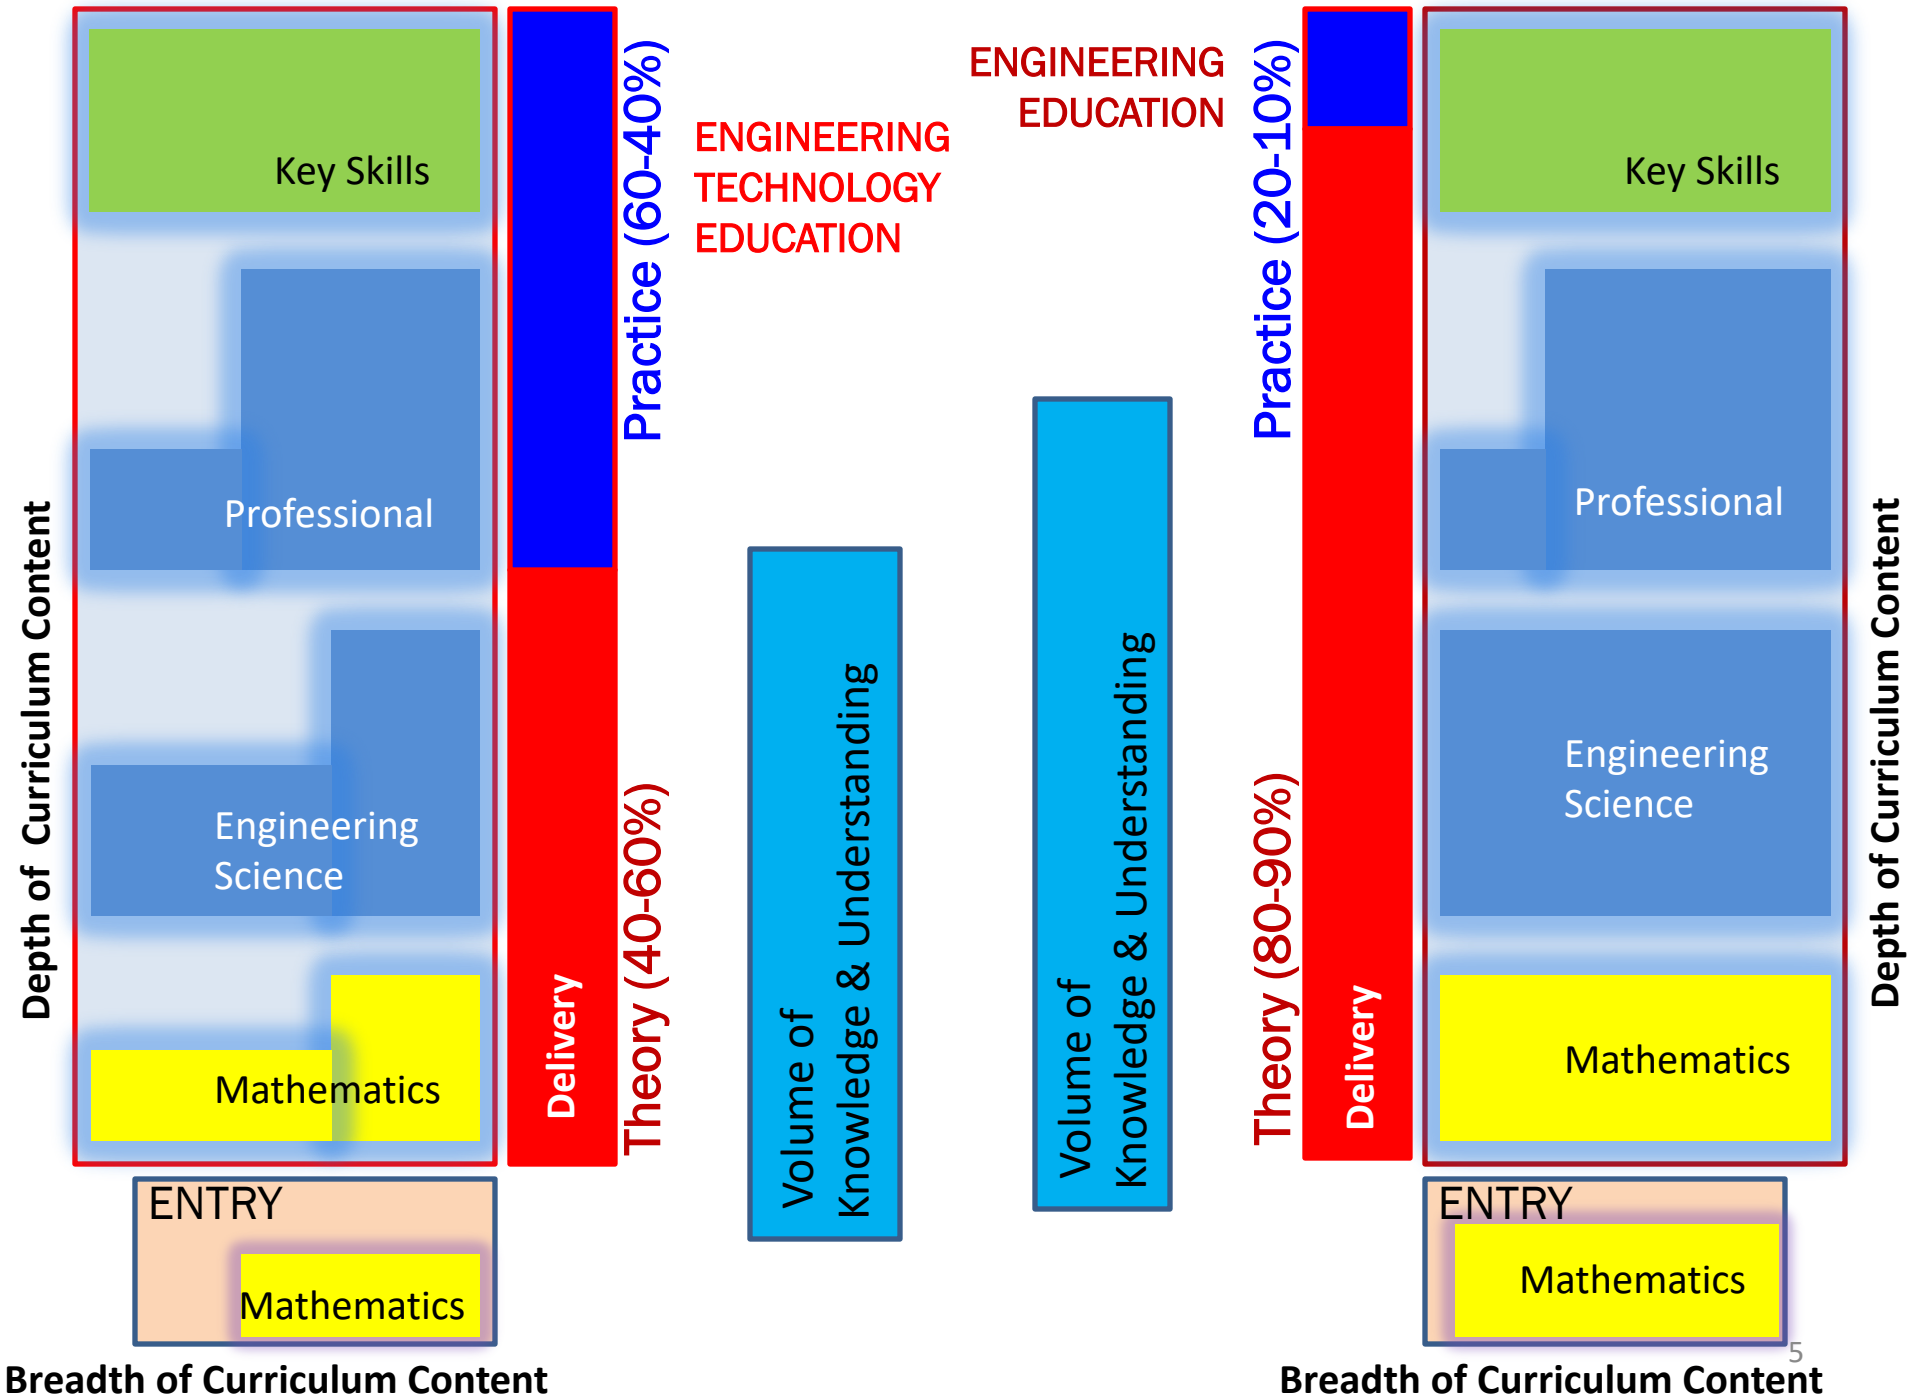 Key Skills
Professional
Engineering
Science
Mathematics
ENTRY
Mathematics
Depth of Curriculum Content
Breadth of Curriculum Content
Delivery
Practice (60-40%)
Theory (40-60%)
ENGINEERING
TECHNOLOGY
EDUCATION
Volume of
Knowledge & Understanding
ENGINEERING
EDUCATION
Volume of
Knowledge & Understanding
Practice (20-10%)
Theory (80-90%)
Delivery
Key Skills
Professional
Engineering
Science
Mathematics
ENTRY
Mathematics
Depth of Curriculum Content
Breadth of Curriculum Content
5